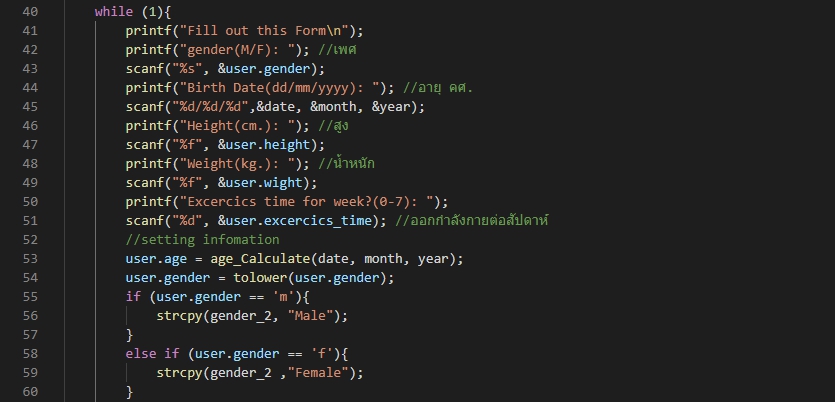 40 while (1){
41 printf("Fill out this Form\n");
42 printf("gender(M/F): "); //เพศ
43 scanf("%s", &user.gender);
44 printf("Birth Date(dd/mm/yyyy): "); //อายุ คศ.
45 scanf("%d/%d/%d",&date, &month, &year);
46 printf("Height(cm.): "); //สูง
47 scanf("%f", &user.height);
48 printf("Weight(kg.): "); //น้ำหนัก
49 scanf("%f", &user.wight);
50 printf("Excercics time for week?(0-7): ");
51 scanf("%d", &user.excercics_time); //ออกกำลังกายต่อสัปดาห์
52 //setting infomation
53 user.age = age_Calculate(date, month, year);
54 user.gender = tolower(user.gender);
55 if (user.gender == 'm'){
56 strcpy(gender_2, "Male");
57 }
58 else if (user.gender == 'f'){
59 strcpy(gender_2 ,"Female");
60 }